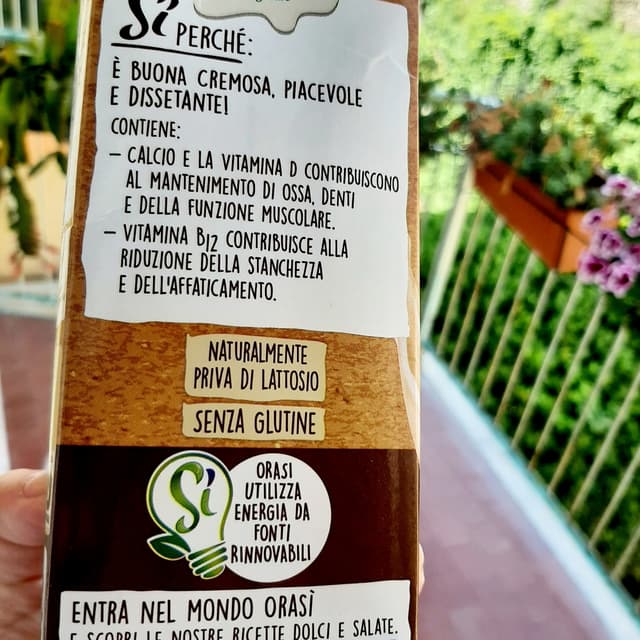 Sì PERCHÉ:
È BUONA CREMOSA, PIACEVOLE
E DISSETANTE!
CONTIENE:
– CALCIO E LA VITAMINA D CONTRIBUISCONO
AL MANTENIMENTO DI OSSA, DENTI
E DELLA FUNZIONE MUSCOLARE.
– VITAMINA B12 CONTRIBUISCE ALLA
RIDUZIONE DELLA STANCHEZZA
E DELL'AFFATICAMENTO.
NATURALMENTE
PRIVA DI LATTOSIO
SENZA GLUTINE
Sì
ORASì
UTILIZZA
ENERGIA DA
FONTI
RINNOVABILI
ENTRA NEL MONDO ORASÌ
E SCOPRI LE NOSTRE RICETTE DOLCI E SALATE.